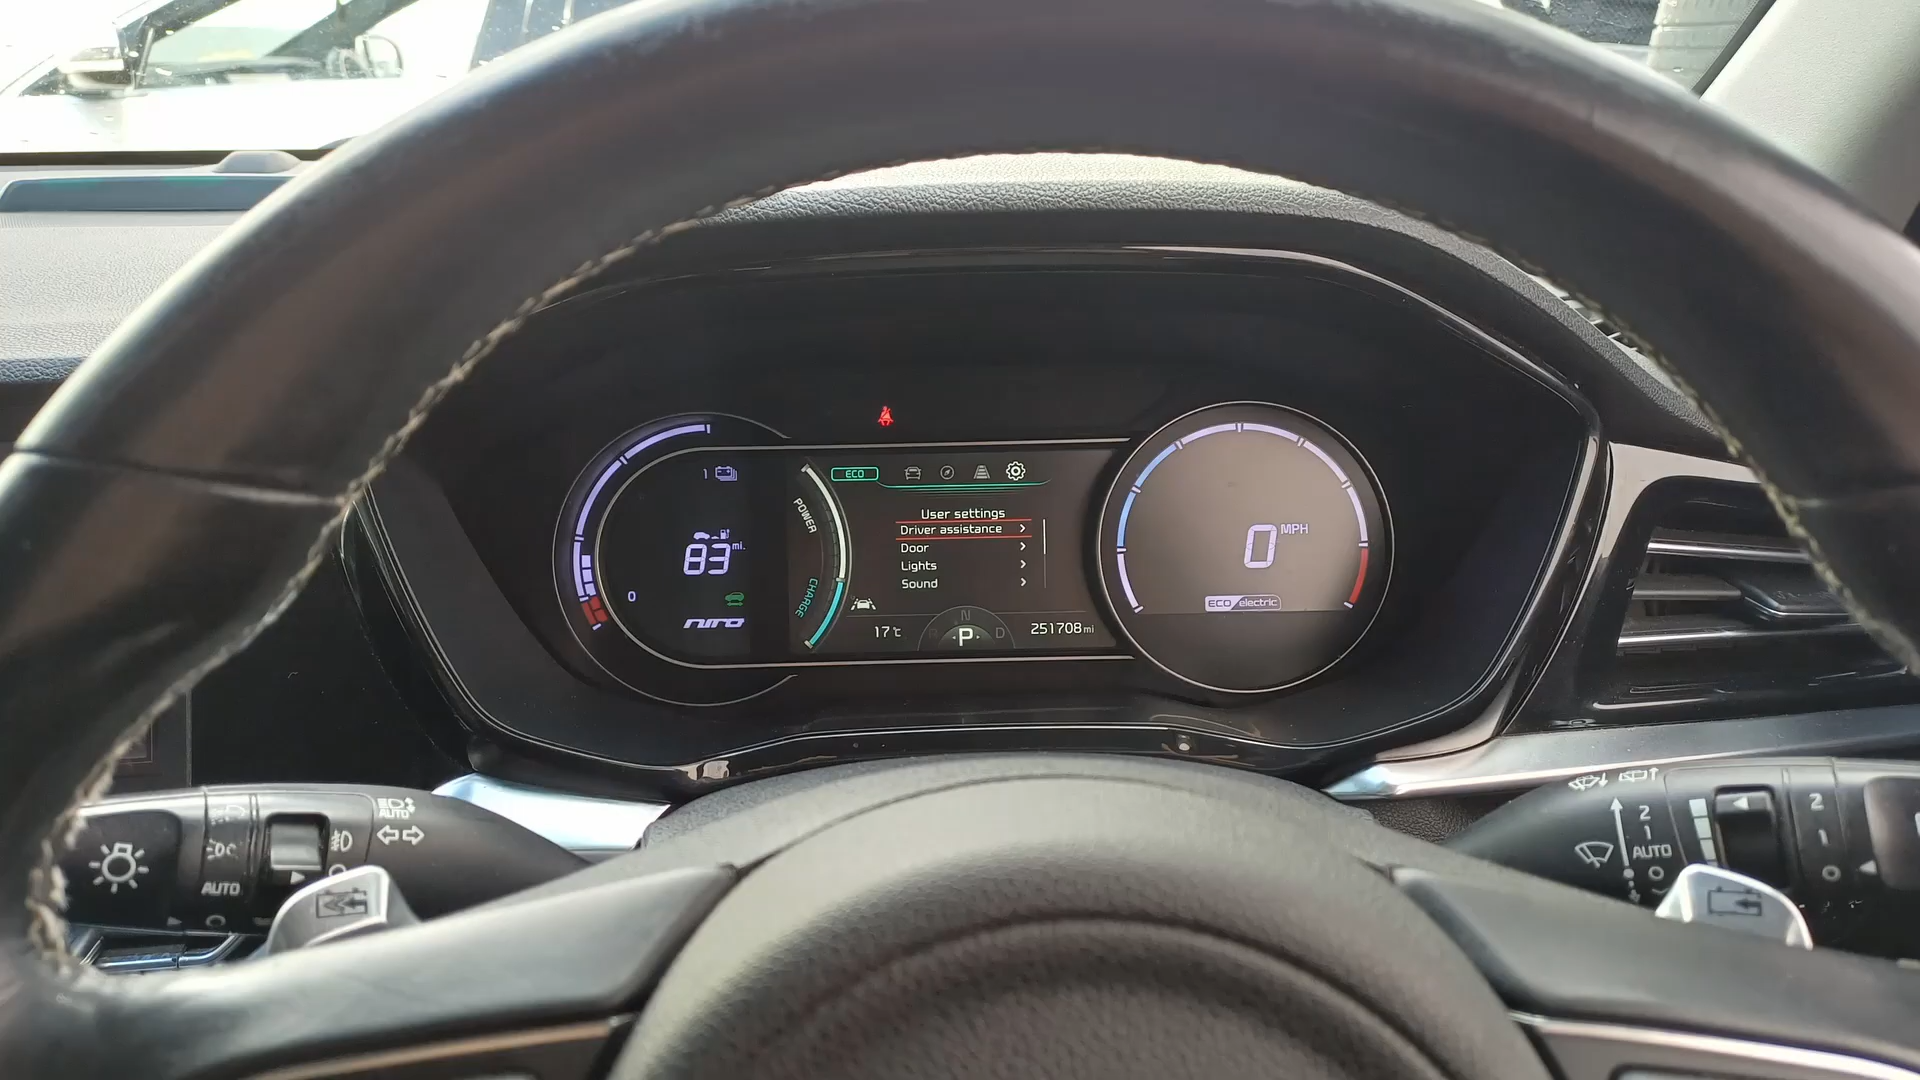 1
ECO
POWER
User settings
Driver assistance
Door
Lights
Sound
83 mi.
0
CHARGE
niro
17°C
R
N
P
D
251708 mi
0 MPH
ECO electric
AUTO
AUTO
2
1
AUTO
O
2
1
O